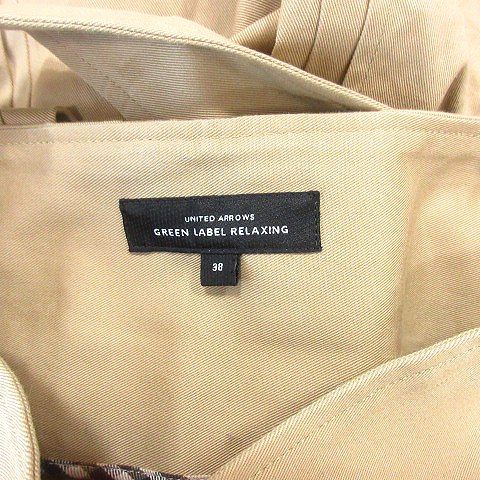 UNITED ARROWS
GREEN LABEL RELAXING
38